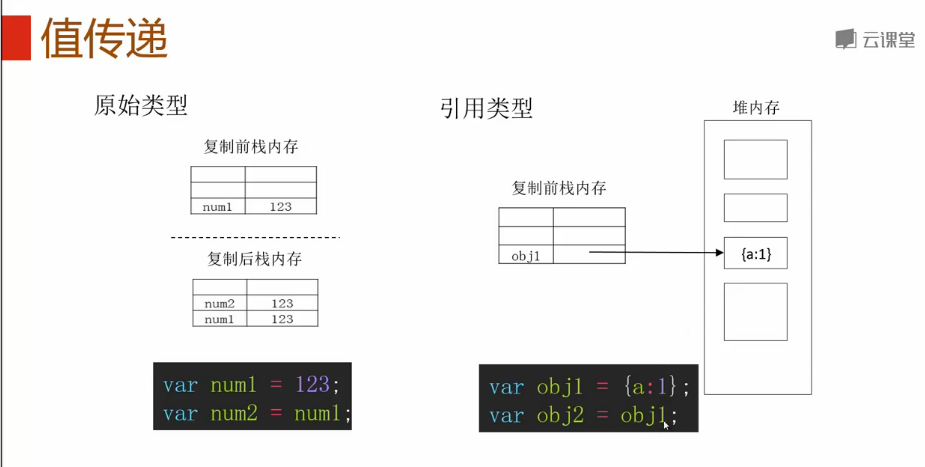 值传递
云课堂
原始类型
复制前栈内存
num1 123
复制后栈内存
num2 123
num1 123
var num1 = 123;
var num2 = num1;
引用类型
复制前栈内存
obj1
堆内存
{a:1}
var obj1 = {a:1};
var obj2 = obj1;